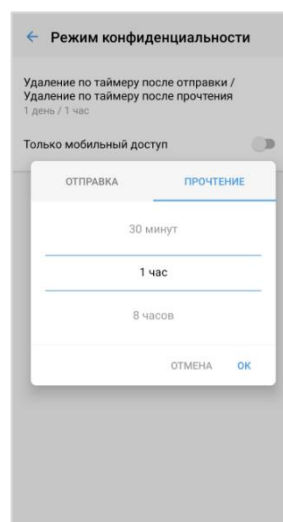 Режим конфиденциальности
Удаление по таймеру после отправки /
Удаление по таймеру после прочтения
1 день / 1 час
Только мобильный доступ
ОТПРАВКА ПРОЧТЕНИЕ
30 минут
1 час
8 часов
ОТМЕНА ОК